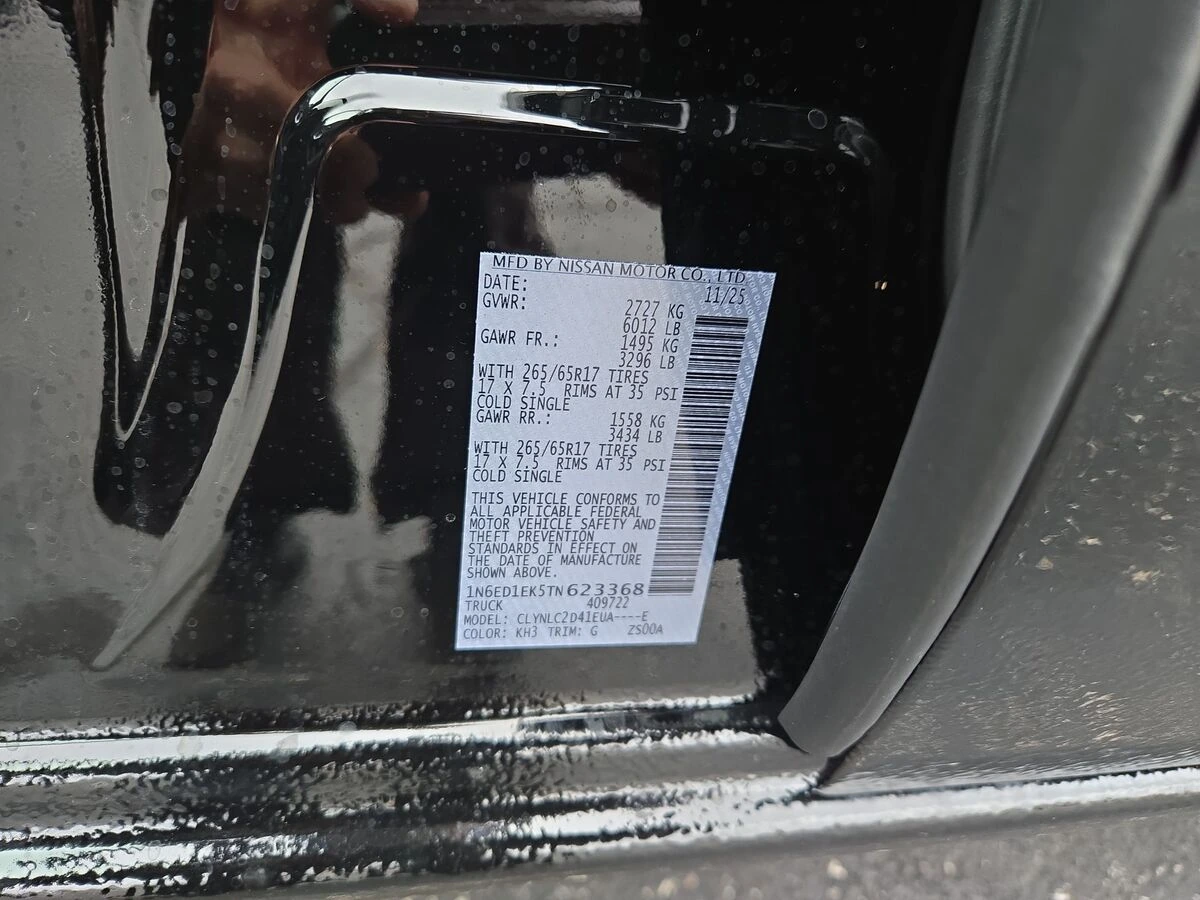 MFD BY NISSAN MOTOR CO., LTD
DATE: 11/25
GVWR: 2727 KG
6012 LB
GAWR FR.: 1495 KG
3296 LB
WITH 265/65R17 TIRES
17 X 7.5 RIMS AT 35 PSI
COLD SINGLE
GAWR RR.: 1558 KG
3434 LB
WITH 265/65R17 TIRES
17 X 7.5 RIMS AT 35 PSI
COLD SINGLE
THIS VEHICLE CONFORMS TO
ALL APPLICABLE FEDERAL
MOTOR VEHICLE SAFETY AND
THEFT PREVENTION
STANDARDS IN EFFECT ON
THE DATE OF MANUFACTURE
SHOWN ABOVE.
1N6ED1EK5TN623368
TRUCK 409722
MODEL: CLYNLC2D41EUA----E
COLOR: KH3 TRIM: G ZS00A